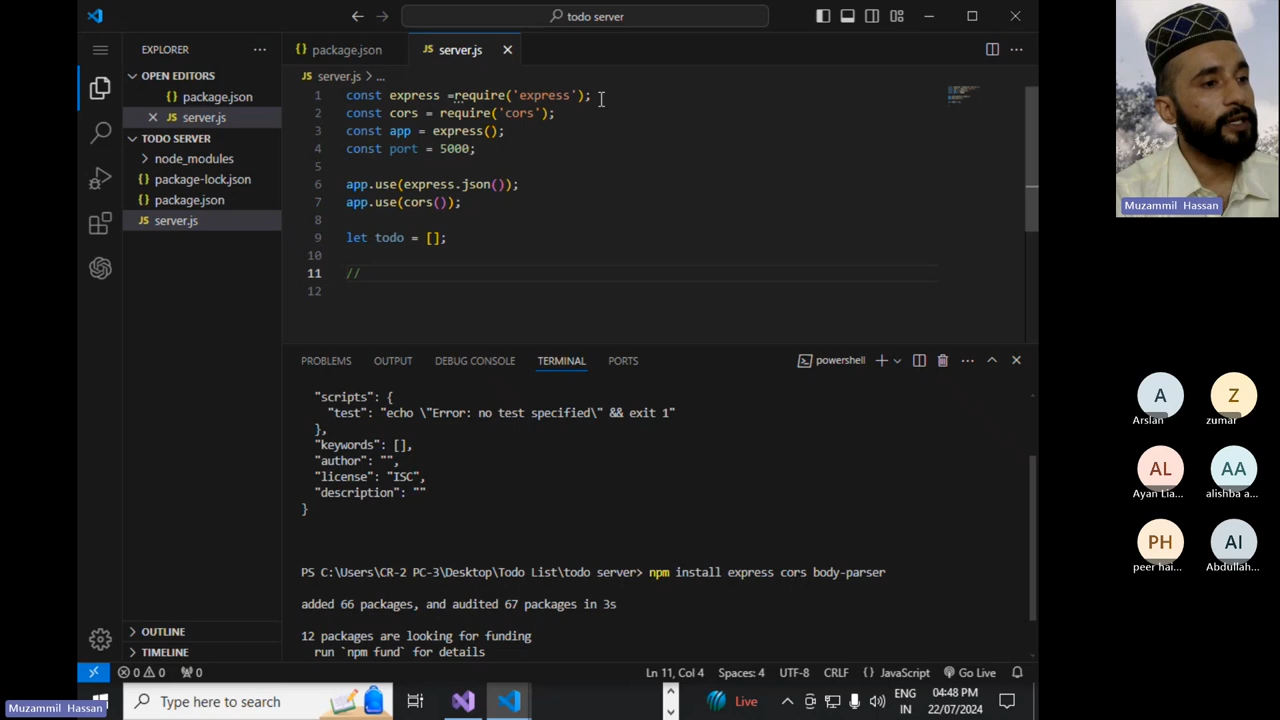 todo server
EXPLORER
package.json
server.js
OPEN EDITORS
package.json
server.js
TODO SERVER
node_modules
package-lock.json
package.json
server.js
OUTLINE
TIMELINE
server.js > ...
1 const express =require('express');
2 const cors = require('cors');
3 const app = express();
4 const port = 5000;
5
6 app.use(express.json());
7 app.use(cors());
8
9 let todo = [];
10
11 //
12
PROBLEMS OUTPUT DEBUG CONSOLE TERMINAL PORTS
powershell
"scripts": {
"test": "echo \"Error: no test specified\" && exit 1"
},
"keywords": [],
"author": "",
"license": "ISC",
"description": ""
}
PS C:\Users\CR-2 PC-3\Desktop\Todo List\todo server> npm install express cors body-parser
added 66 packages, and audited 67 packages in 3s
12 packages are looking for funding
run `npm fund` for details
0 0 0 Ln 11, Col 4 Spaces: 4 UTF-8 CRLF {} JavaScript Go Live
Type here to search
Live
ENG
IN
04:48 PM
22/07/2024
Muzammil Hassan
Muzammil Hassan
A
Arslan
Z
zumar
AL
Ayan Lia...
AA
alishba a...
PH
peer hai...
AI
Abdullah...